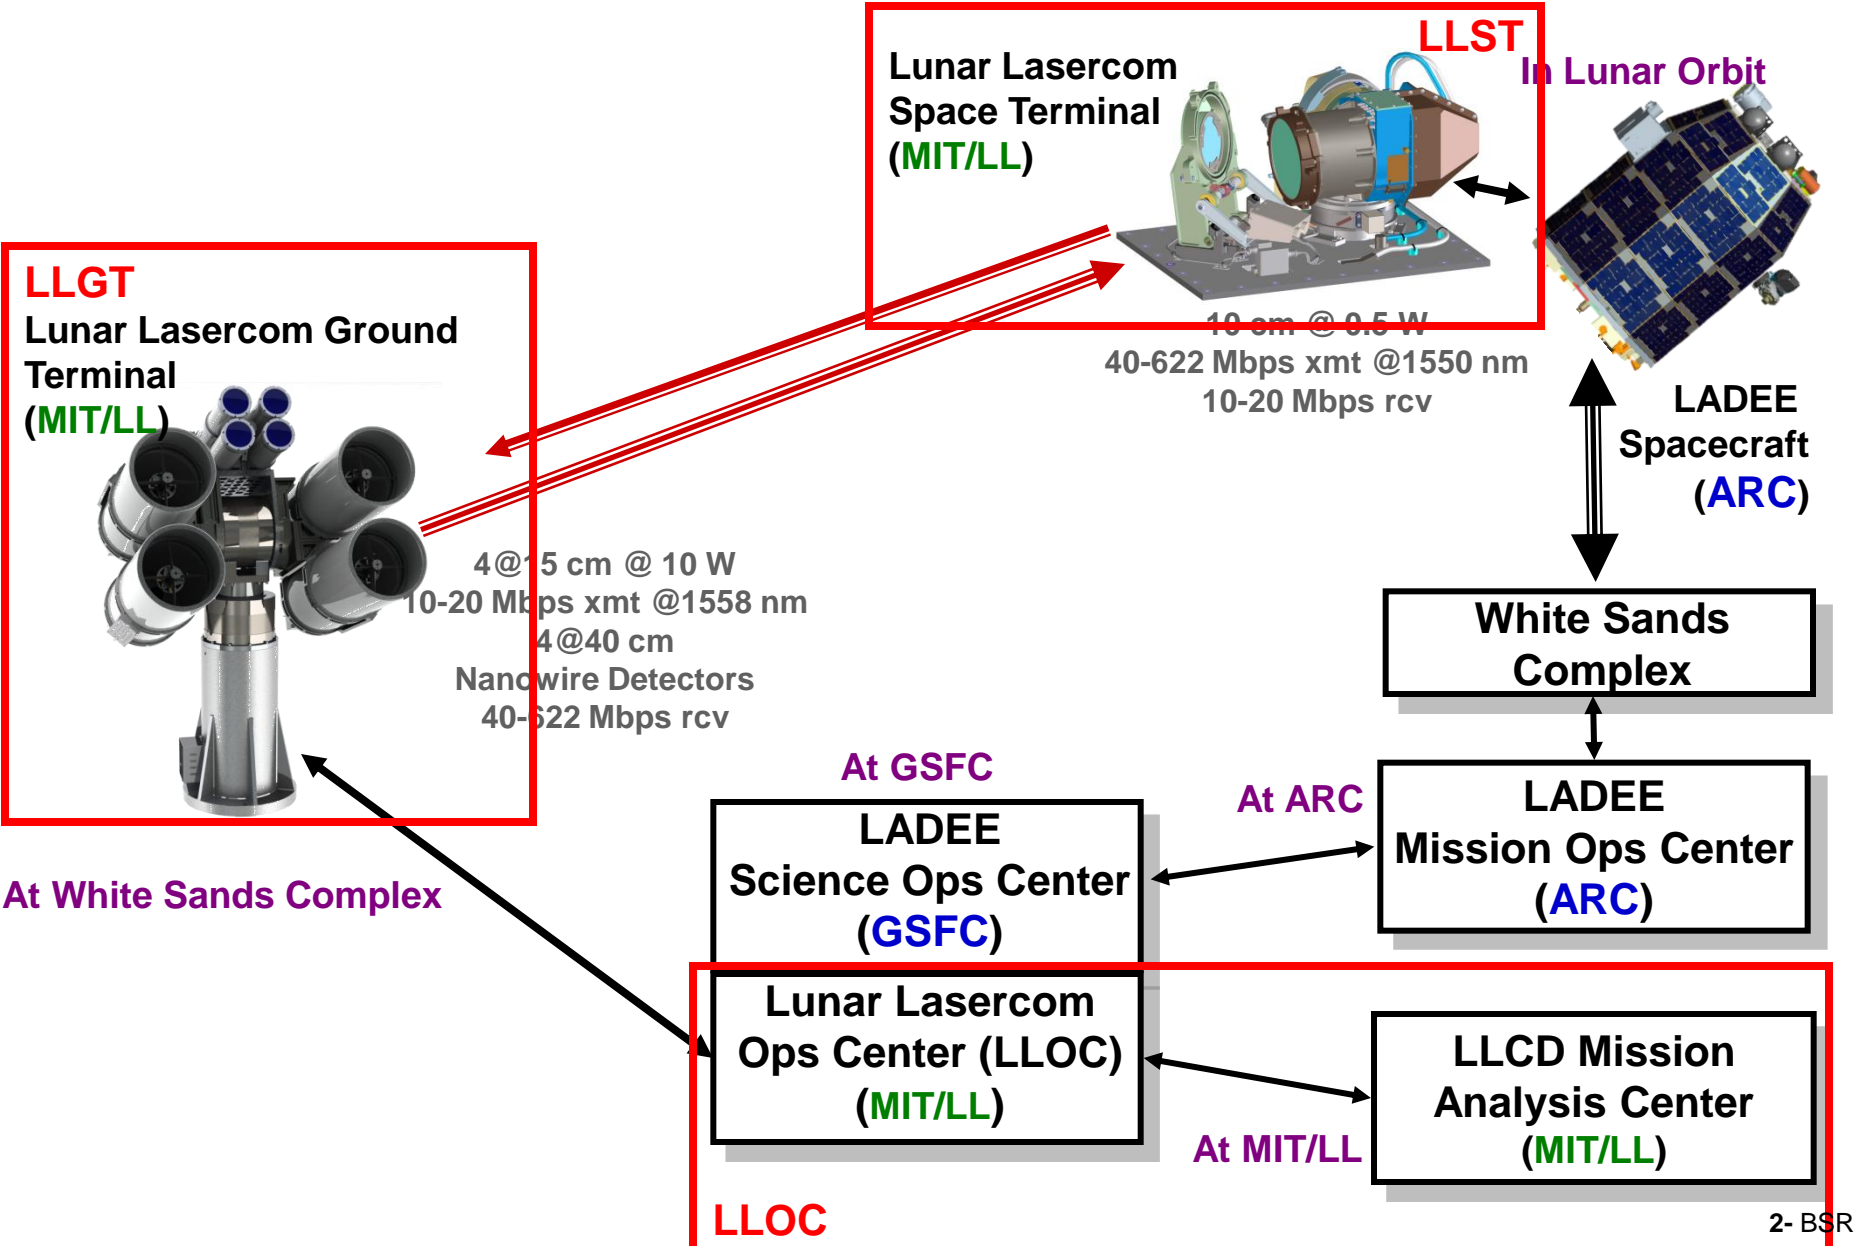 LLST
Lunar Lasercom
Space Terminal
(MIT/LL)
In Lunar Orbit
LLGT
Lunar Lasercom Ground
Terminal
(MIT/LL)
10 cm @ 0.5 W
40-622 Mbps xmt @1550 nm
10-20 Mbps rcv
LADEE
Spacecraft
(ARC)
4@15 cm @ 10 W
10-20 Mbps xmt @1558 nm
4@40 cm
Nanowire Detectors
40-622 Mbps rcv
White Sands
Complex
At GSFC
At ARC
LADEE
Mission Ops Center
(ARC)
LADEE
Science Ops Center
(GSFC)
At White Sands Complex
Lunar Lasercom
Ops Center (LLOC)
(MIT/LL)
LLCD Mission
Analysis Center
(MIT/LL)
At MIT/LL
LLOC
2- BSR